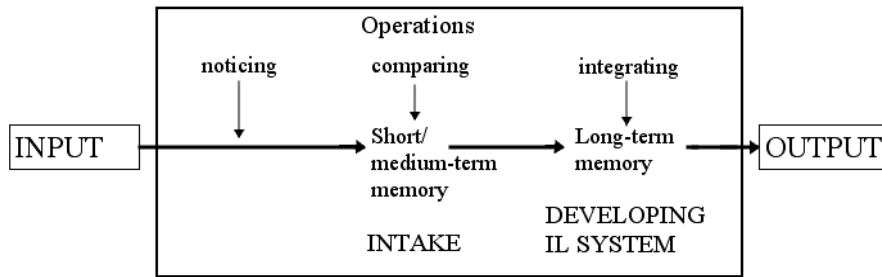 Operations
noticing
comparing
integrating
INPUT
Short/
medium-term
memory
Long-term
memory
OUTPUT
INTAKE
DEVELOPING
IL SYSTEM